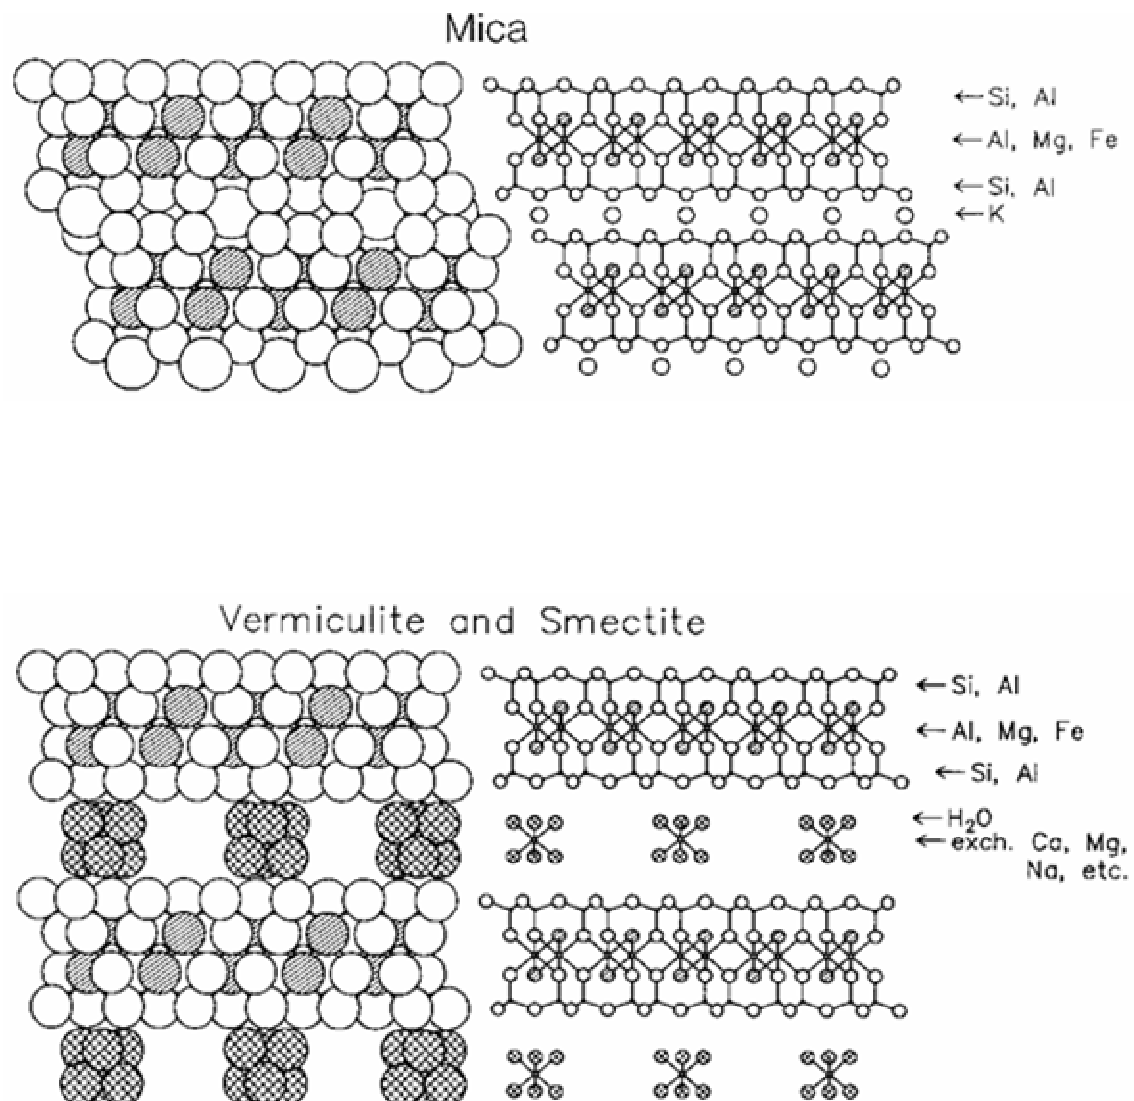 Mica
←Si, Al
←Al, Mg, Fe
←Si, Al
←K
Vermiculite and Smectite
←Si, Al
←Al, Mg, Fe
←Si, Al
←H₂O
←exch. Ca, Mg,
Na, etc.